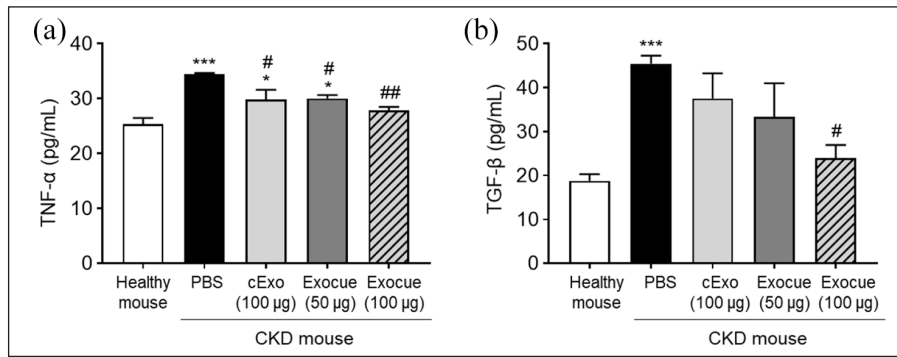 (a)
TNF-α (pg/mL)
40
30
20
10
0
***
#
*
#
*
##
Healthy
mouse
PBS
cExo
(100 µg)
Exocue
(50 µg)
Exocue
(100 µg)
CKD mouse
(b)
TGF-β (pg/mL)
50
40
30
20
10
0
***
#
Healthy
mouse
PBS
cExo
(100 µg)
Exocue
(50 µg)
Exocue
(100 µg)
CKD mouse